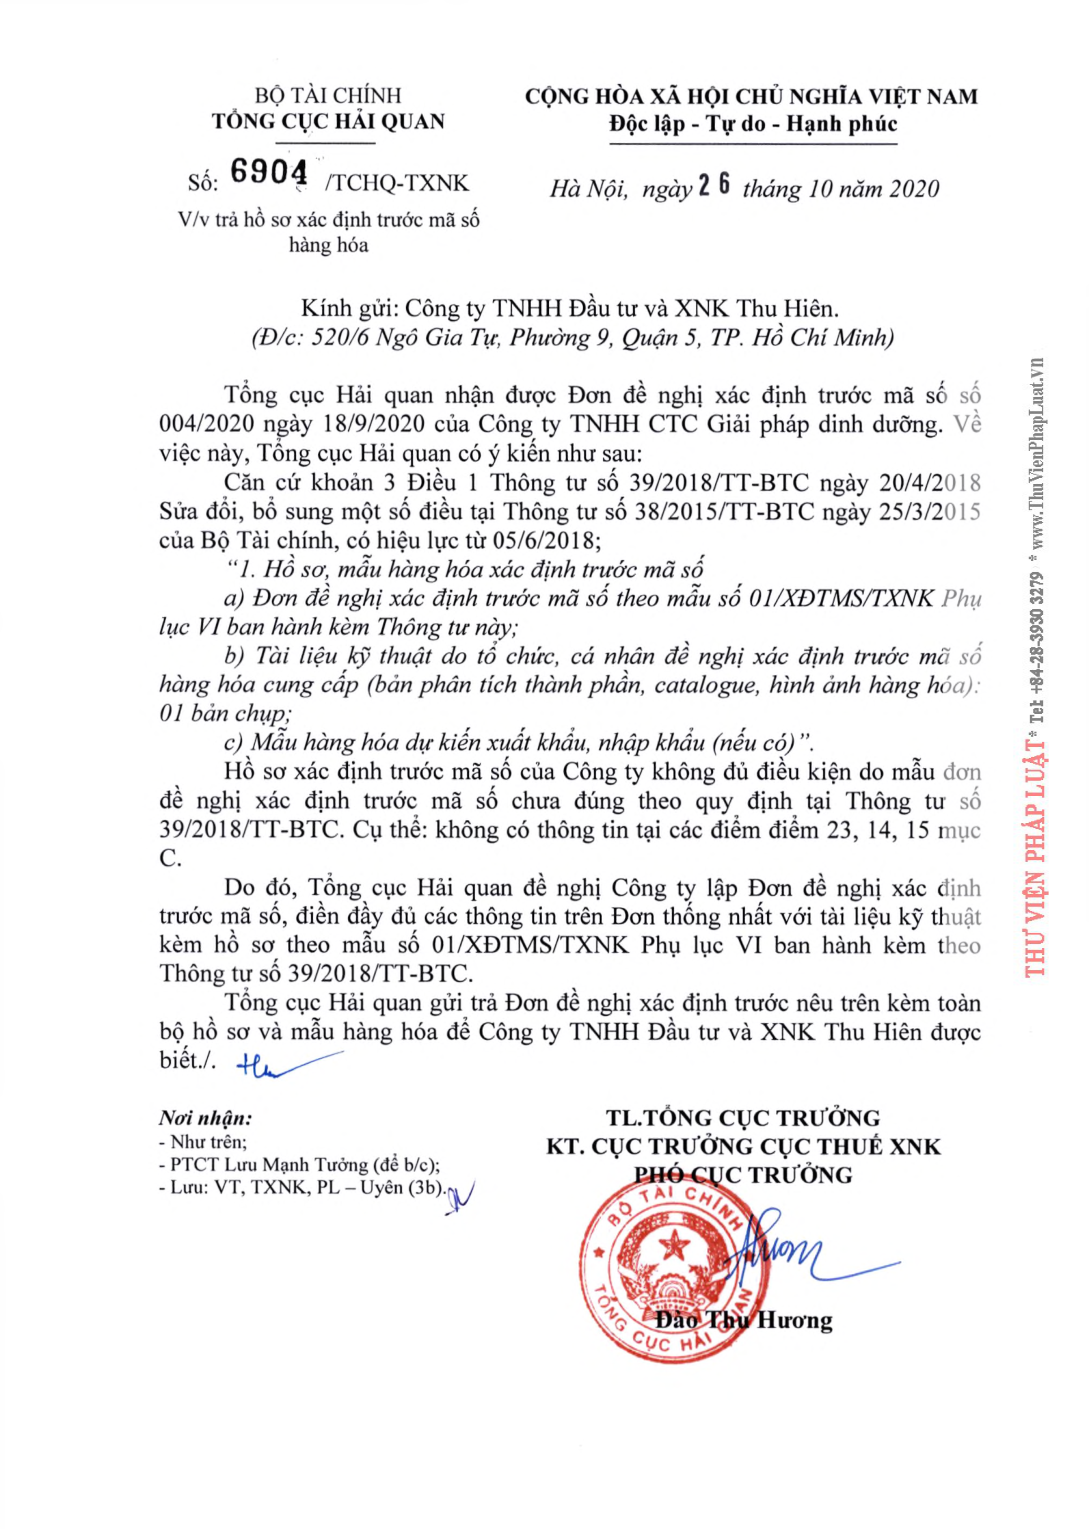 BỘ TÀI CHÍNH
TỔNG CỤC HẢI QUAN
Số: 6904 /TCHQ-TXNK
V/v trả hồ sơ xác định trước mã số
hàng hóa
CỘNG HÒA XÃ HỘI CHỦ NGHĨA VIỆT NAM
Độc lập - Tự do - Hạnh phúc
Hà Nội, ngày 26 tháng 10 năm 2020
Kính gửi: Công ty TNHH Đầu tư và XNK Thu Hiên.
(Đ/c: 520/6 Ngô Gia Tự, Phường 9, Quận 5, TP. Hồ Chí Minh)
Tổng cục Hải quan nhận được Đơn đề nghị xác định trước mã số số
004/2020 ngày 18/9/2020 của Công ty TNHH CTC Giải pháp dinh dưỡng. Về
việc này, Tổng cục Hải quan có ý kiến như sau:
Căn cứ khoản 3 Điều 1 Thông tư số 39/2018/TT-BTC ngày 20/4/2018
Sửa đổi, bổ sung một số điều tại Thông tư số 38/2015/TT-BTC ngày 25/3/2015
của Bộ Tài chính, có hiệu lực từ 05/6/2018;
“1. Hồ sơ, mẫu hàng hóa xác định trước mã số
a) Đơn đề nghị xác định trước mã số theo mẫu số 01/XĐTMS/TXNK Phụ
lục VI ban hành kèm Thông tư này;
b) Tài liệu kỹ thuật do tổ chức, cá nhân đề nghị xác định trước mã số
hàng hóa cung cấp (bản phân tích thành phần, catalogue, hình ảnh hàng hóa):
01 bản chụp;
c) Mẫu hàng hóa dự kiến xuất khẩu, nhập khẩu (nếu có)”.
Hồ sơ xác định trước mã số của Công ty không đủ điều kiện do mẫu đơn
đề nghị xác định trước mã số chưa đúng theo quy định tại Thông tư số
39/2018/TT-BTC. Cụ thể: không có thông tin tại các điểm điểm 23, 14, 15 mục
C.
Do đó, Tổng cục Hải quan đề nghị Công ty lập Đơn đề nghị xác định
trước mã số, điền đầy đủ các thông tin trên Đơn thống nhất với tài liệu kỹ thuật
kèm hồ sơ theo mẫu số 01/XĐTMS/TXNK Phụ lục VI ban hành kèm theo
Thông tư số 39/2018/TT-BTC.
Tổng cục Hải quan gửi trả Đơn đề nghị xác định trước nêu trên kèm toàn
bộ hồ sơ và mẫu hàng hóa để Công ty TNHH Đầu tư và XNK Thu Hiên được
biết./.
Nơi nhận:
- Như trên;
- PTCT Lưu Mạnh Tưởng (để b/c);
- Lưu: VT, TXNK, PL – Uyên (3b).
TL.TỔNG CỤC TRƯỞNG
KT. CỤC TRƯỞNG CỤC THUẾ XNK
PHÓ CỤC TRƯỞNG
BỘ TÀI CHÍNH
TỔNG CỤC HẢI QUAN
Đào Thu Hương
THƯ VIỆN PHÁP LUẬT * Tel: +84-28-3930 3279 * www.ThuVienPhapLuat.vn